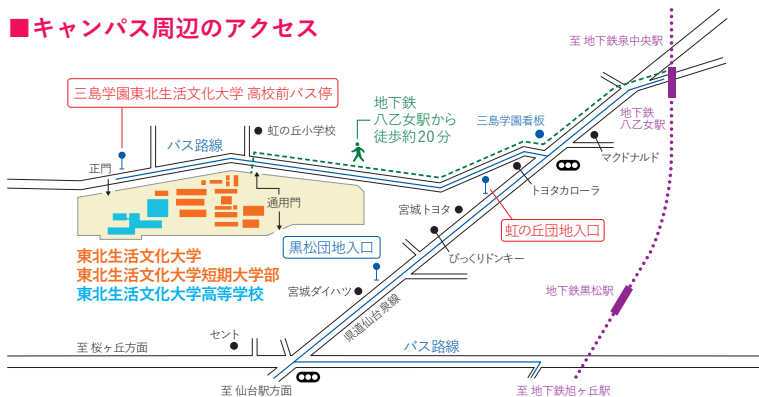 ■キャンパス周辺のアクセス
至 地下鉄泉中央駅
三島学園東北生活文化大学 高校前バス停
地下鉄
八乙女駅から
徒歩約20分
三島学園看板
地下鉄
八乙女駅
虹の丘小学校
バス路線
マクドナルド
正門
トヨタカローラ
通用門
宮城トヨタ
虹の丘団地入口
黒松団地入口
びっくりドンキー
東北生活文化大学
東北生活文化大学短期大学部
東北生活文化大学高等学校
宮城ダイハツ
地下鉄黒松駅
県道仙台泉線
セント
至 桜ヶ丘方面
バス路線
至 仙台駅方面
至 地下鉄旭ヶ丘駅